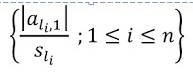 {|a_{l_i,1}| / s_{l_i} ; 1 ≤ i ≤ n}